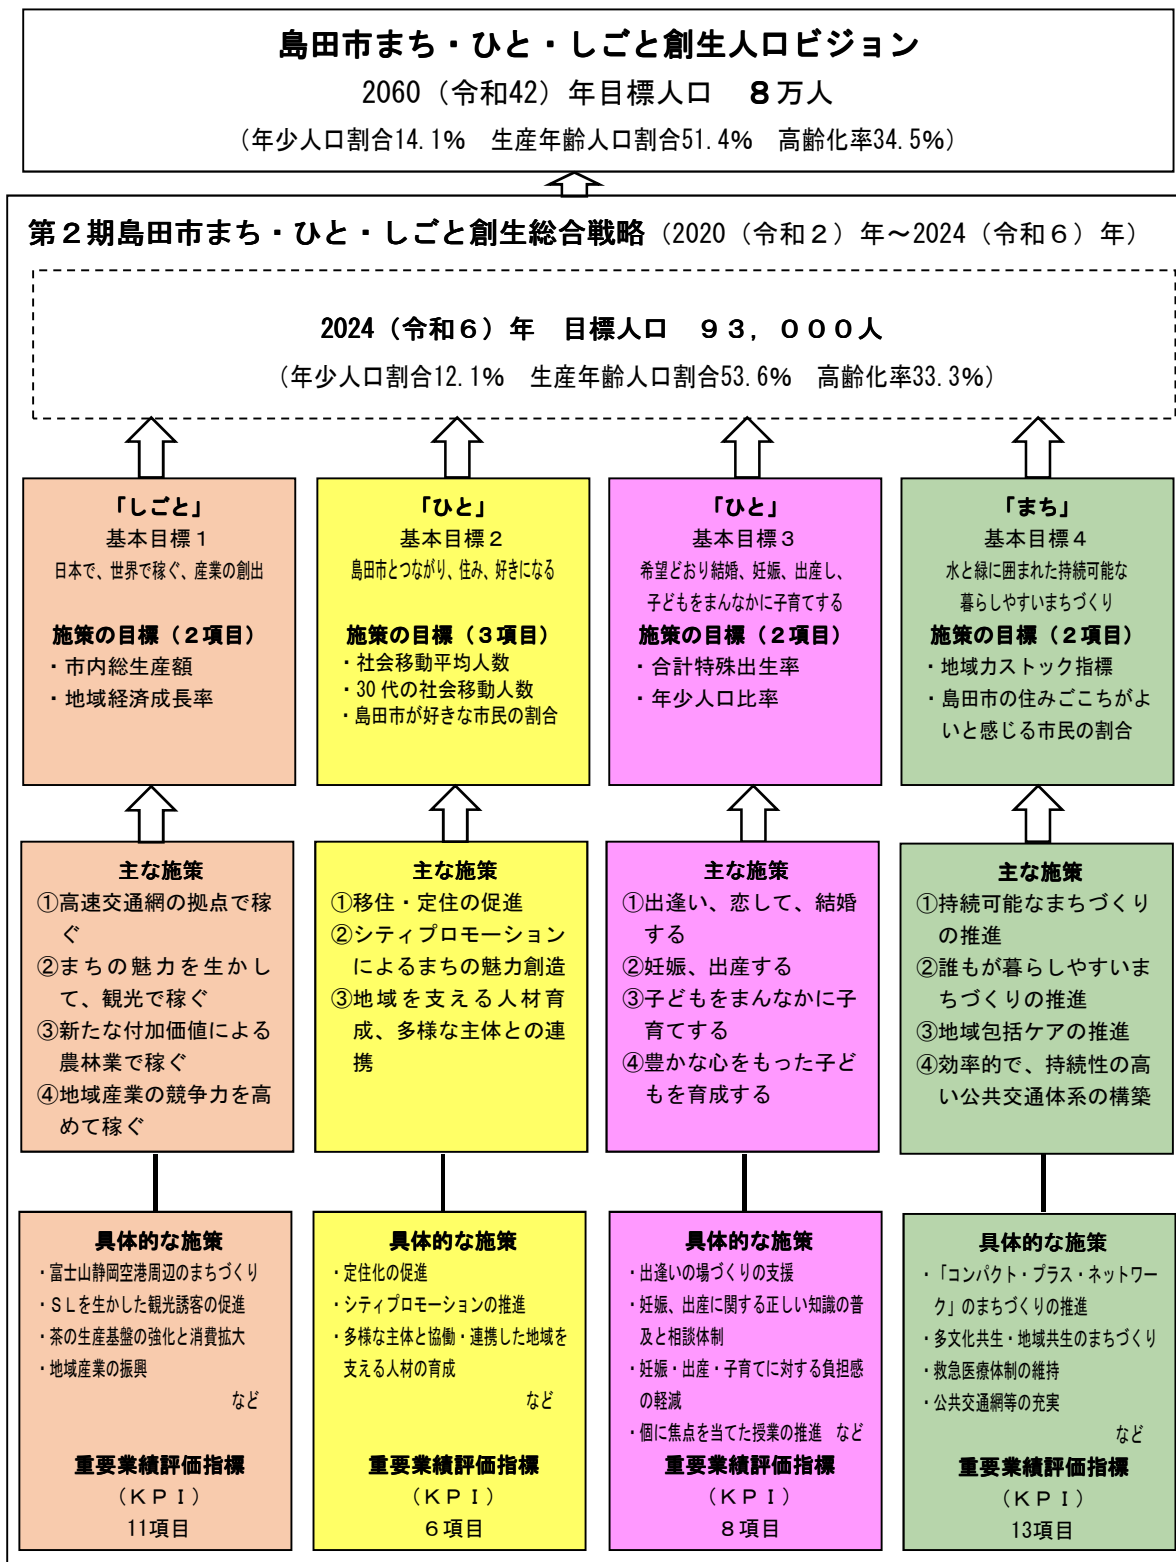 島田市まち・ひと・しごと創生人口ビジョン
2060（令和42）年目標人口　８万人
（年少人口割合14.1%　生産年齢人口割合51.4%　高齢化率34.5%）
第２期島田市まち・ひと・しごと創生総合戦略（2020（令和２）年～2024（令和６）年）
2024（令和６）年　目標人口　９３，０００人
（年少人口割合12.1%　生産年齢人口割合53.6%　高齢化率33.3%）
「しごと」
基本目標１
日本で、世界で稼ぐ、産業の創出
施策の目標（２項目）
・市内総生産額
・地域経済成長率
「ひと」
基本目標２
島田市とつながり、住み、好きになる
施策の目標（３項目）
・社会移動平均人数
・30代の社会移動人数
・島田市が好きな市民の割合
「ひと」
基本目標３
希望どおり結婚、妊娠、出産し、
子どもをまんなかに子育てする
施策の目標（２項目）
・合計特殊出生率
・年少人口比率
「まち」
基本目標４
水と緑に囲まれた持続可能な
暮らしやすいまちづくり
施策の目標（２項目）
・地域力ストック指標
・島田市の住みごこちがよ
いと感じる市民の割合
主な施策
①高速交通網の拠点で稼
ぐ
②まちの魅力を生かし
て、観光で稼ぐ
③新たな付加価値による
農林業で稼ぐ
④地域産業の競争力を高
めて稼ぐ
主な施策
①移住・定住の促進
②シティプロモーション
によるまちの魅力創造
③地域を支える人材育
成、多様な主体との連
携
主な施策
①出逢い、恋して、結婚
する
②妊娠、出産する
③子どもをまんなかに子
育てする
④豊かな心をもった子ど
もを育成する
主な施策
①持続可能なまちづくり
の推進
②誰もが暮らしやすいま
ちづくりの推進
③地域包括ケアの推進
④効率的で、持続性の高
い公共交通体系の構築
具体的な施策
・富士山静岡空港周辺のまちづくり
・ＳＬを生かした観光誘客の促進
・茶の生産基盤の強化と消費拡大
・地域産業の振興
など
重要業績評価指標
（ＫＰＩ）
11項目
具体的な施策
・定住化の促進
・シティプロモーションの推進
・多様な主体と協働・連携した地域を
支える人材の育成
など
重要業績評価指標
（ＫＰＩ）
６項目
具体的な施策
・出逢いの場づくりの支援
・妊娠、出産に関する正しい知識の普
及と相談体制
・妊娠・出産・子育てに対する負担感
の軽減
・個に焦点を当てた授業の推進　など
重要業績評価指標
（ＫＰＩ）
８項目
具体的な施策
・「コンパクト・プラス・ネットワー
ク」のまちづくりの推進
・多文化共生・地域共生のまちづくり
・救急医療体制の維持
・公共交通網等の充実
など
重要業績評価指標
（ＫＰＩ）
13項目